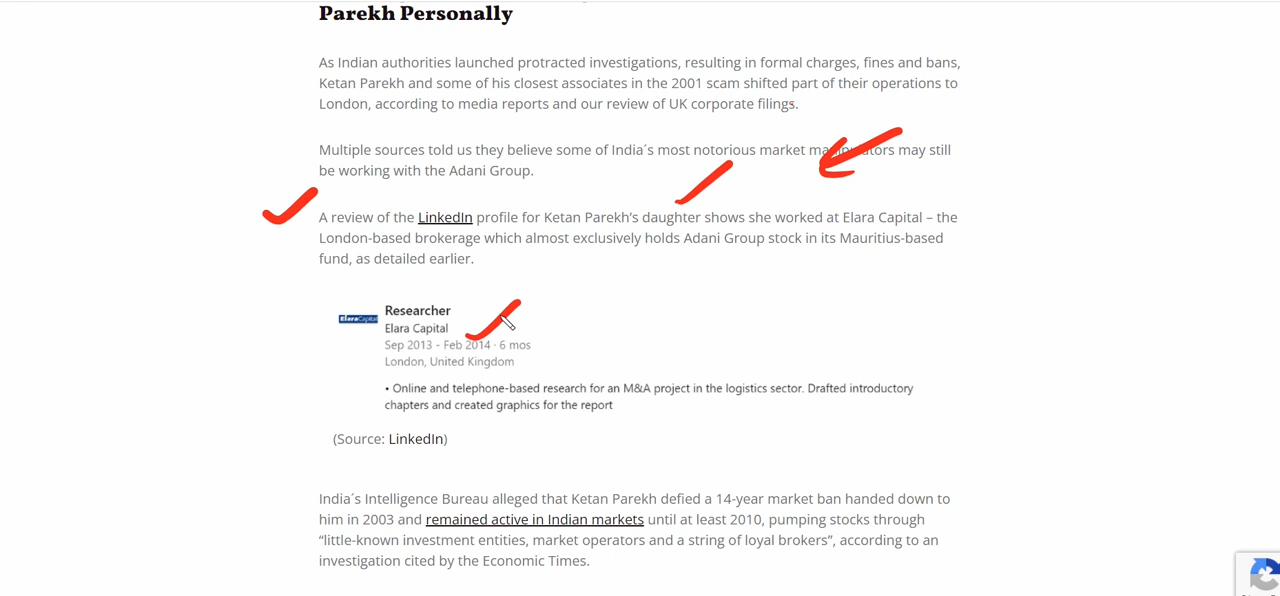 Parekh Personally
As Indian authorities launched protracted investigations, resulting in formal charges, fines and bans,
Ketan Parekh and some of his closest associates in the 2001 scam shifted part of their operations to
London, according to media reports and our review of UK corporate filings.
Multiple sources told us they believe some of India´s most notorious market manipulators may still
be working with the Adani Group.
A review of the LinkedIn profile for Ketan Parekh's daughter shows she worked at Elara Capital – the
London-based brokerage which almost exclusively holds Adani Group stock in its Mauritius-based
fund, as detailed earlier.
Researcher
ElaraCapital
Elara Capital
Sep 2013 - Feb 2014 · 6 mos
London, United Kingdom
• Online and telephone-based research for an M&A project in the logistics sector. Drafted introductory
chapters and created graphics for the report
(Source: LinkedIn)
India´s Intelligence Bureau alleged that Ketan Parekh defied a 14-year market ban handed down to
him in 2003 and remained active in Indian markets until at least 2010, pumping stocks through
“little-known investment entities, market operators and a string of loyal brokers”, according to an
investigation cited by the Economic Times.